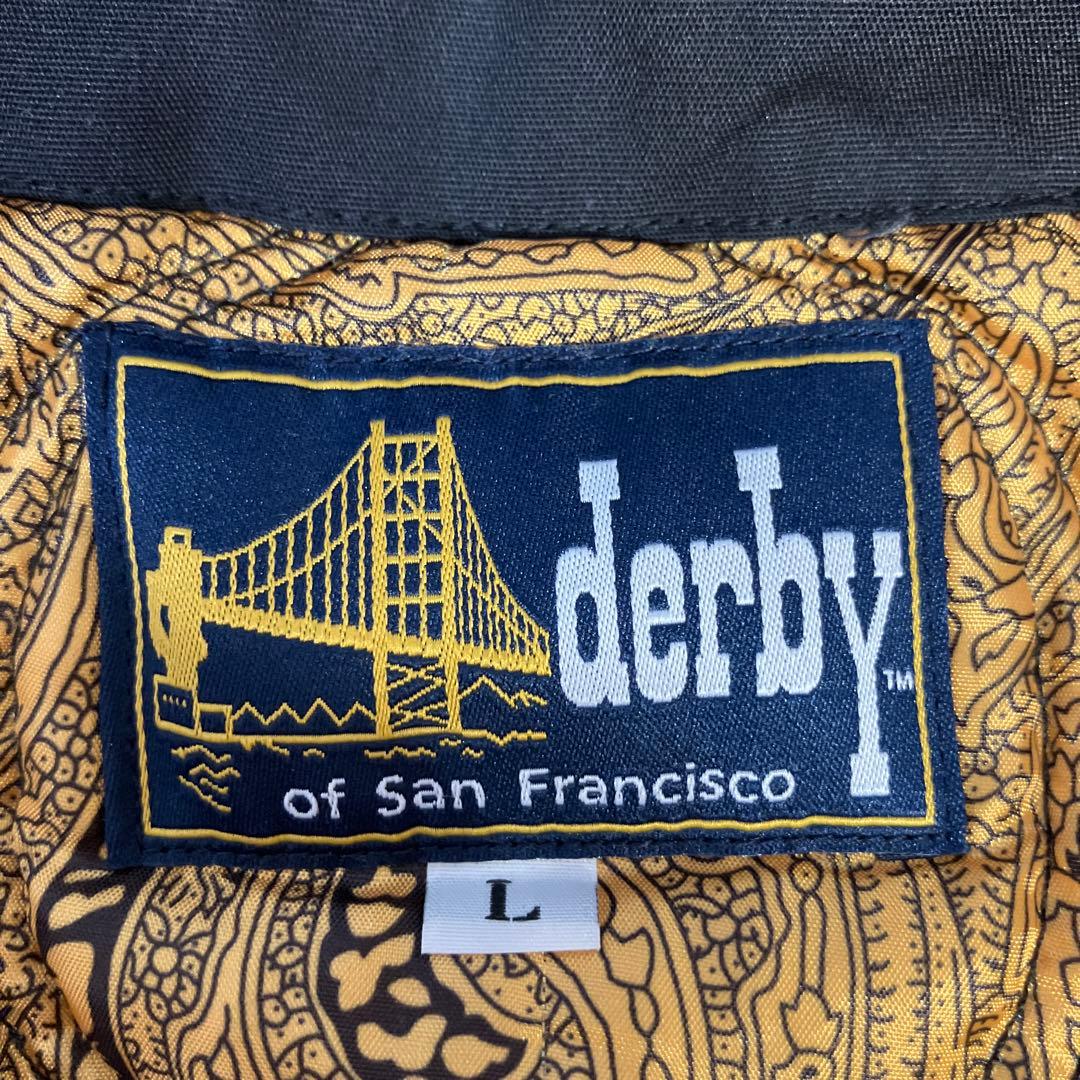 derby™
of San Francisco
L